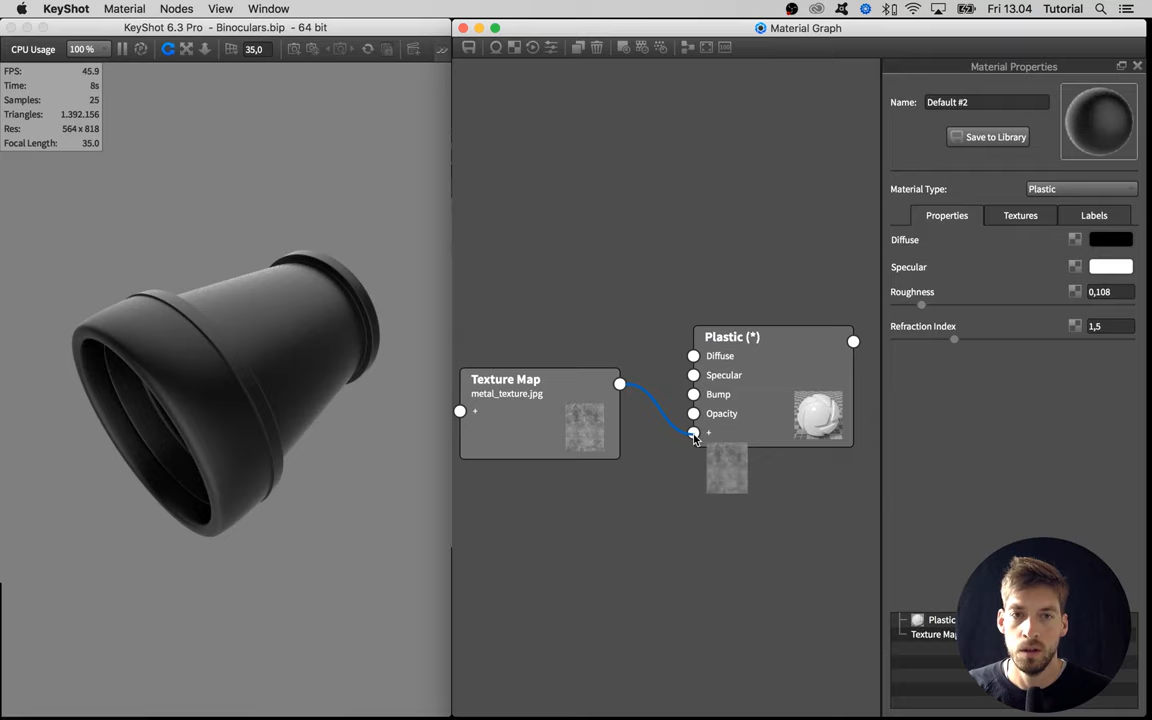 KeyShot Material Nodes View Window
Fri 13.04 Tutorial
KeyShot 6.3 Pro - Binoculars.bip - 64 bit
Material Graph
CPU Usage 100 % 35,0
FPS: 45.9
Time: 8s
Samples: 25
Triangles: 1.392.156
Res: 564 x 818
Focal Length: 35.0
Material Properties
Name: Default #2
Save to Library
Material Type: Plastic
Properties Textures Labels
Diffuse
Specular
Roughness 0,108
Refraction Index 1,5
Texture Map
metal_texture.jpg
+
Plastic (*)
Diffuse
Specular
Bump
Opacity
+
Plastic
Texture Map